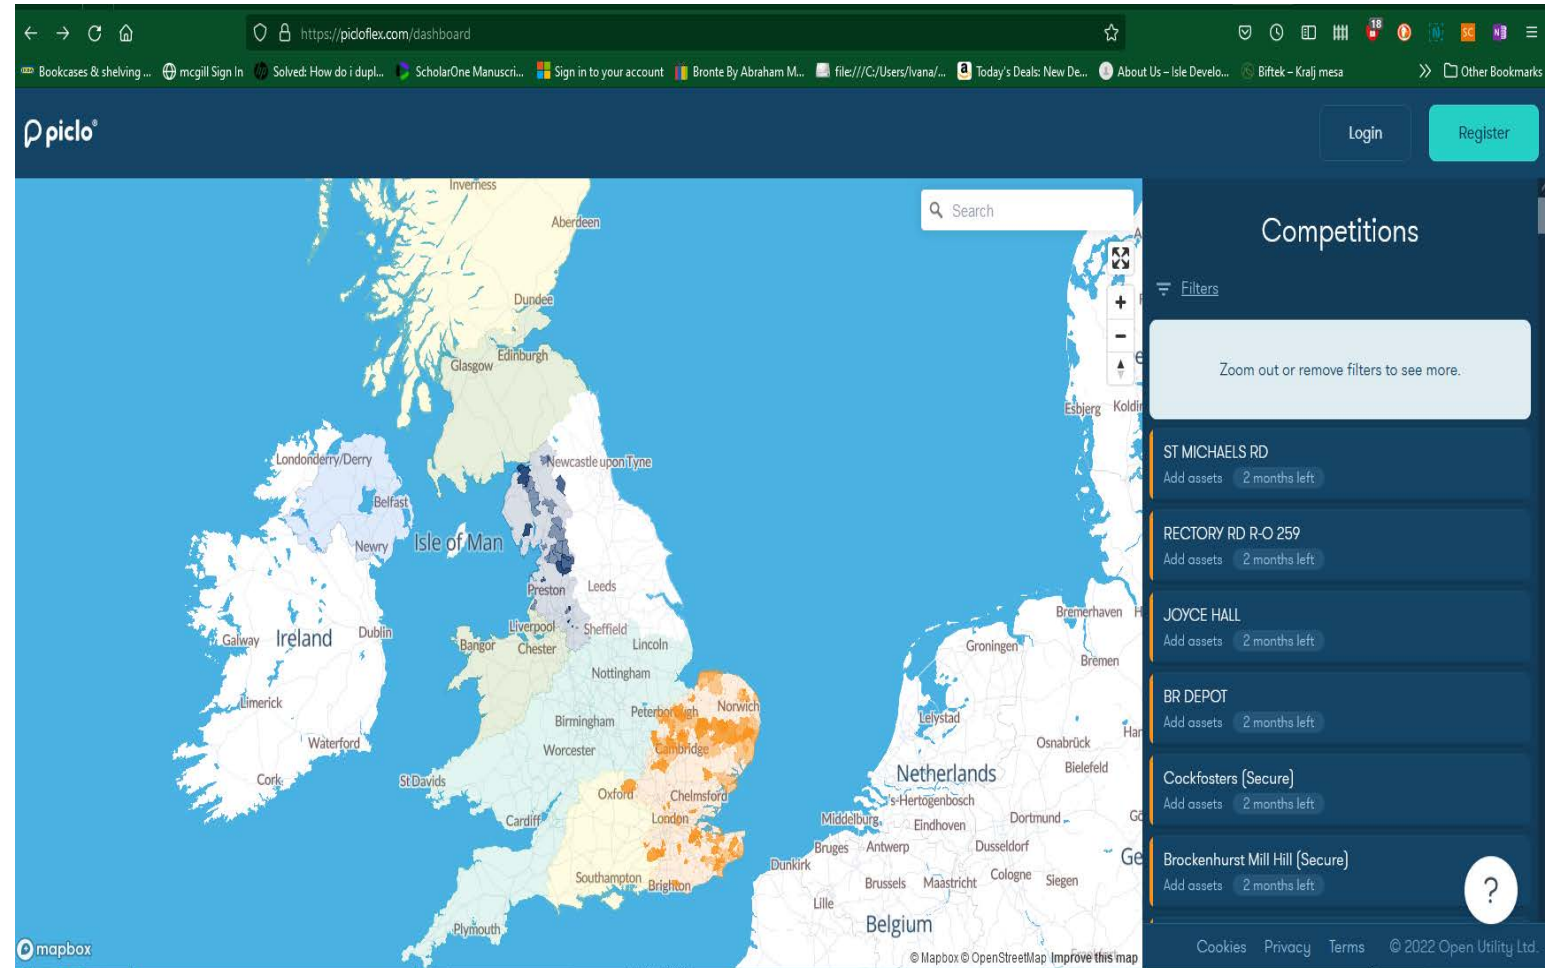 https://picloflex.com/dashboard
18
SC
N
Bookcases & shelving ...
mcgill Sign In
Solved: How do i dupl...
ScholarOne Manuscri...
Sign in to your account
Bronte By Abraham M...
file:///C:/Users/Ivana/...
Today's Deals: New De...
About Us – Isle Develo...
Biftek – Kralj mesa
Other Bookmarks
piclo®
Login
Register
Search
Competitions
Filters
Zoom out or remove filters to see more.
ST MICHAELS RD
Add assets 2 months left
RECTORY RD R-O 259
Add assets 2 months left
JOYCE HALL
Add assets 2 months left
BR DEPOT
Add assets 2 months left
Cockfosters (Secure)
Add assets 2 months left
Brockenhurst Mill Hill (Secure)
Add assets 2 months left
?
Cookies Privacy Terms © 2022 Open Utility Ltd.
Inverness
Aberdeen
Dundee
Edinburgh
Glasgow
Esbjerg
Londonderry/Derry
Newcastle upon Tyne
Belfast
Newry
Isle of Man
Preston
Leeds
Bremerhaven
Galway
Ireland
Dublin
Liverpool
Sheffield
Bangor
Chester
Lincoln
Groningen
Bremen
Nottingham
Limerick
Peterborough
Norwich
Birmingham
Lelystad
Waterford
Worcester
Cambridge
Osnabrück
Cork
St Davids
Netherlands
Bielefeld
Oxford
Chelmsford
's-Hertogenbosch
Cardiff
London
Middelburg
Eindhoven
Dortmund
Bruges
Antwerp
Dusseldorf
Dunkirk
Southampton
Brighton
Brussels
Maastricht
Cologne
Siegen
Lille
Plymouth
Belgium
mapbox
© Mapbox © OpenStreetMap Improve this map